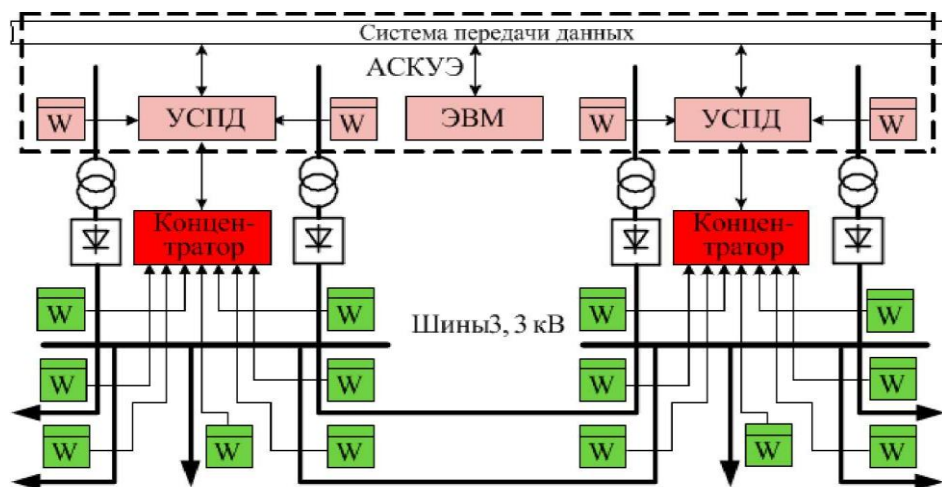 Система передачи данных
АСКУЭ
W
УСПД
W
ЭВМ
W
УСПД
W
Концен-
тратор
Концен-
тратор
W
W
W
W
Шины3, 3 кВ
W
W
W
W
W
W
W
W
W
W